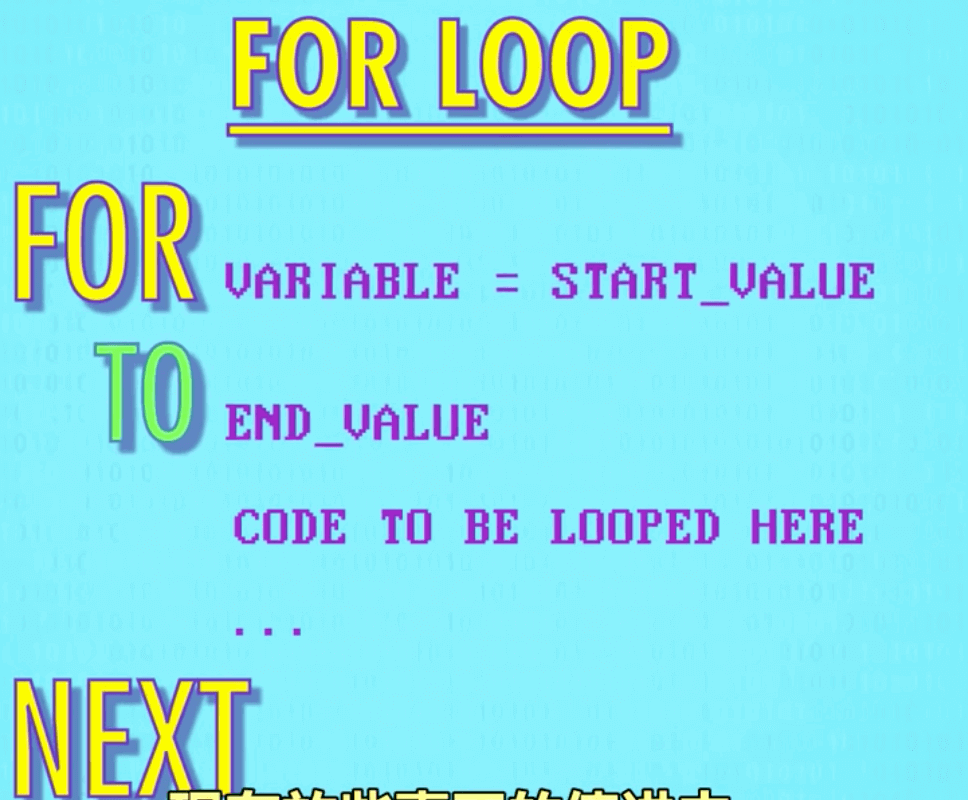 FOR LOOP
FOR VARIABLE = START_VALUE
TO END_VALUE
CODE TO BE LOOPED HERE
...
NEXT